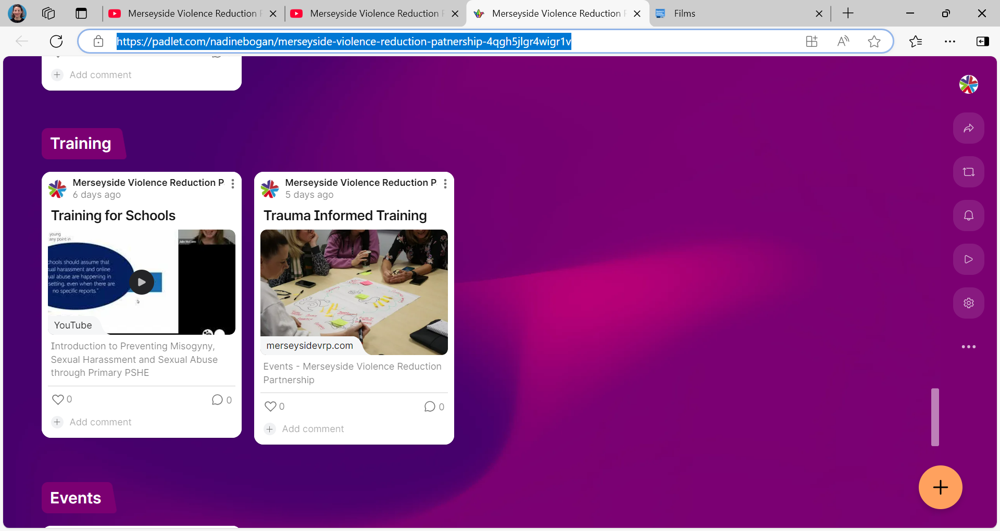 Merseyside Violence Reduction
Merseyside Violence Reduction
Merseyside Violence Reduction
Films
https://padlet.com/nadinebogan/merseyside-violence-reduction-patnership-4qgh5jlgr4wigr1v
Add comment
Training
Merseyside Violence Reduction P
6 days ago
Training for Schools
young
any point in
chools should assume that
ual harassment and online
ual abuse are happening in
setting, even when there are
no specific reports."
YouTube
Introduction to Preventing Misogyny,
Sexual Harassment and Sexual Abuse
through Primary PSHE
0
0
Add comment
Merseyside Violence Reduction P
5 days ago
Trauma Informed Training
merseysidevrp.com
Events - Merseyside Violence Reduction
Partnership
0
0
Add comment
Events